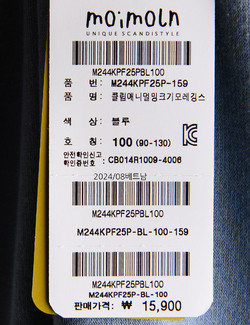 moimoln
UNIQUE SCANDISTYLE
M244KPF25PBL100
품 번: M244KPF25P-159
품 명: 클림애니멀밍크기모레깅스
색 상: 블루
호 칭: 100 (90-130)
안전확인신고
확인증번호 : CB014R1009-4006
2024/08베트남
M244KPF25PBL100
M244KPF25P-BL-100-159
M244KPF25PBL100
M244KPF25P-BL-100
판매가격: ₩ 15,900